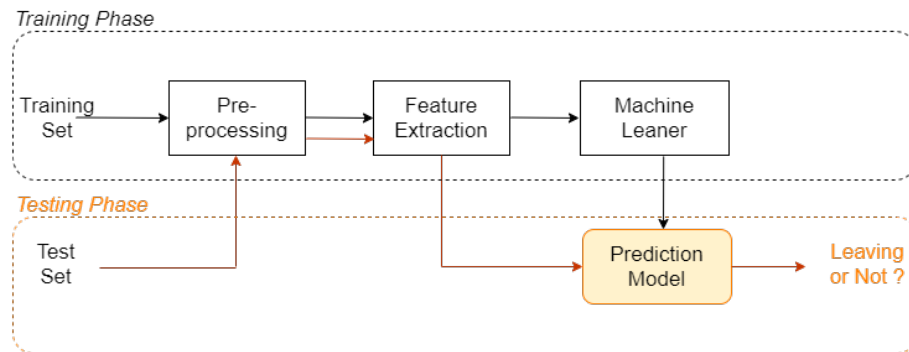 Training Phase
Training
Set
Pre-
processing
Feature
Extraction
Machine
Leaner
Testing Phase
Test
Set
Prediction
Model
Leaving
or Not ?